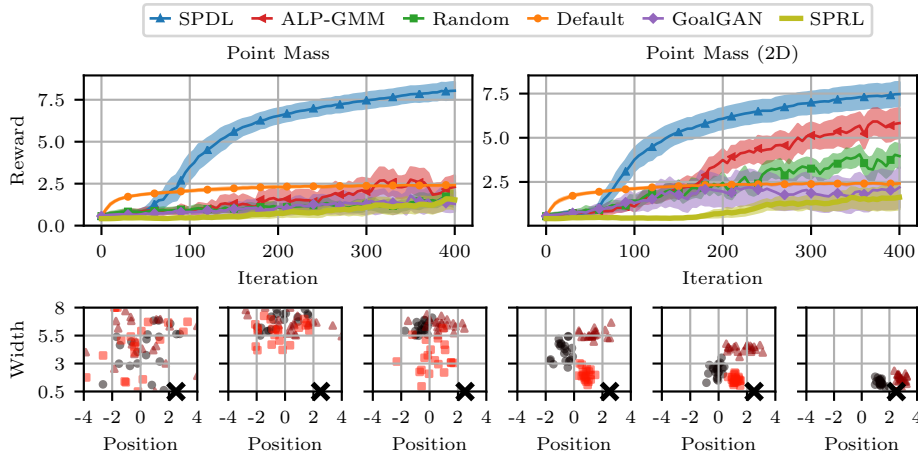 SPDL ALP-GMM Random Default GoalGAN SPRL
Point Mass Point Mass (2D)
7.5 7.5
5.0 5.0
2.5 2.5
0.0
Reward
0 100 200 300 400 0 100 200 300 400
Iteration Iteration
8
5.5
3
0.5
Width
-4 -2 0 2 4 -4 -2 0 2 4 -4 -2 0 2 4 -4 -2 0 2 4 -4 -2 0 2 4 -4 -2 0 2 4
Position Position Position Position Position Position